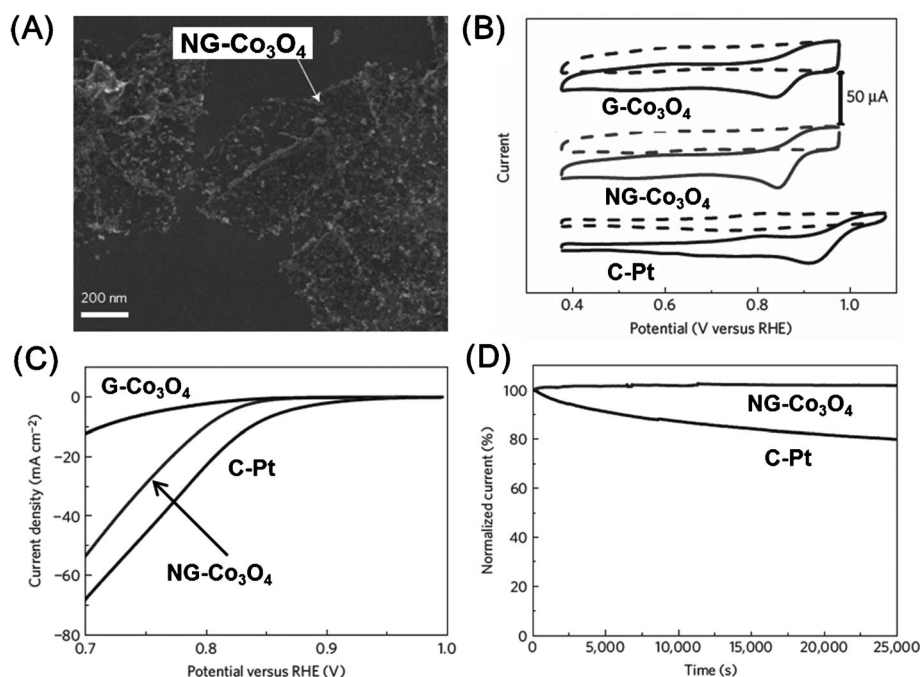 (A)
NG-Co₃O₄
200 nm
(B)
G-Co₃O₄
50 μA
NG-Co₃O₄
C-Pt
Current
0.4 0.6 0.8 1.0
Potential (V versus RHE)
(C)
G-Co₃O₄
C-Pt
NG-Co₃O₄
0
−20
−40
−60
−80
Current density (mA cm⁻²)
0.7 0.8 0.9 1.0
Potential versus RHE (V)
(D)
NG-Co₃O₄
C-Pt
100
80
60
40
20
0
Normalized current (%)
0 5,000 10,000 15,000 20,000 25,000
Time (s)